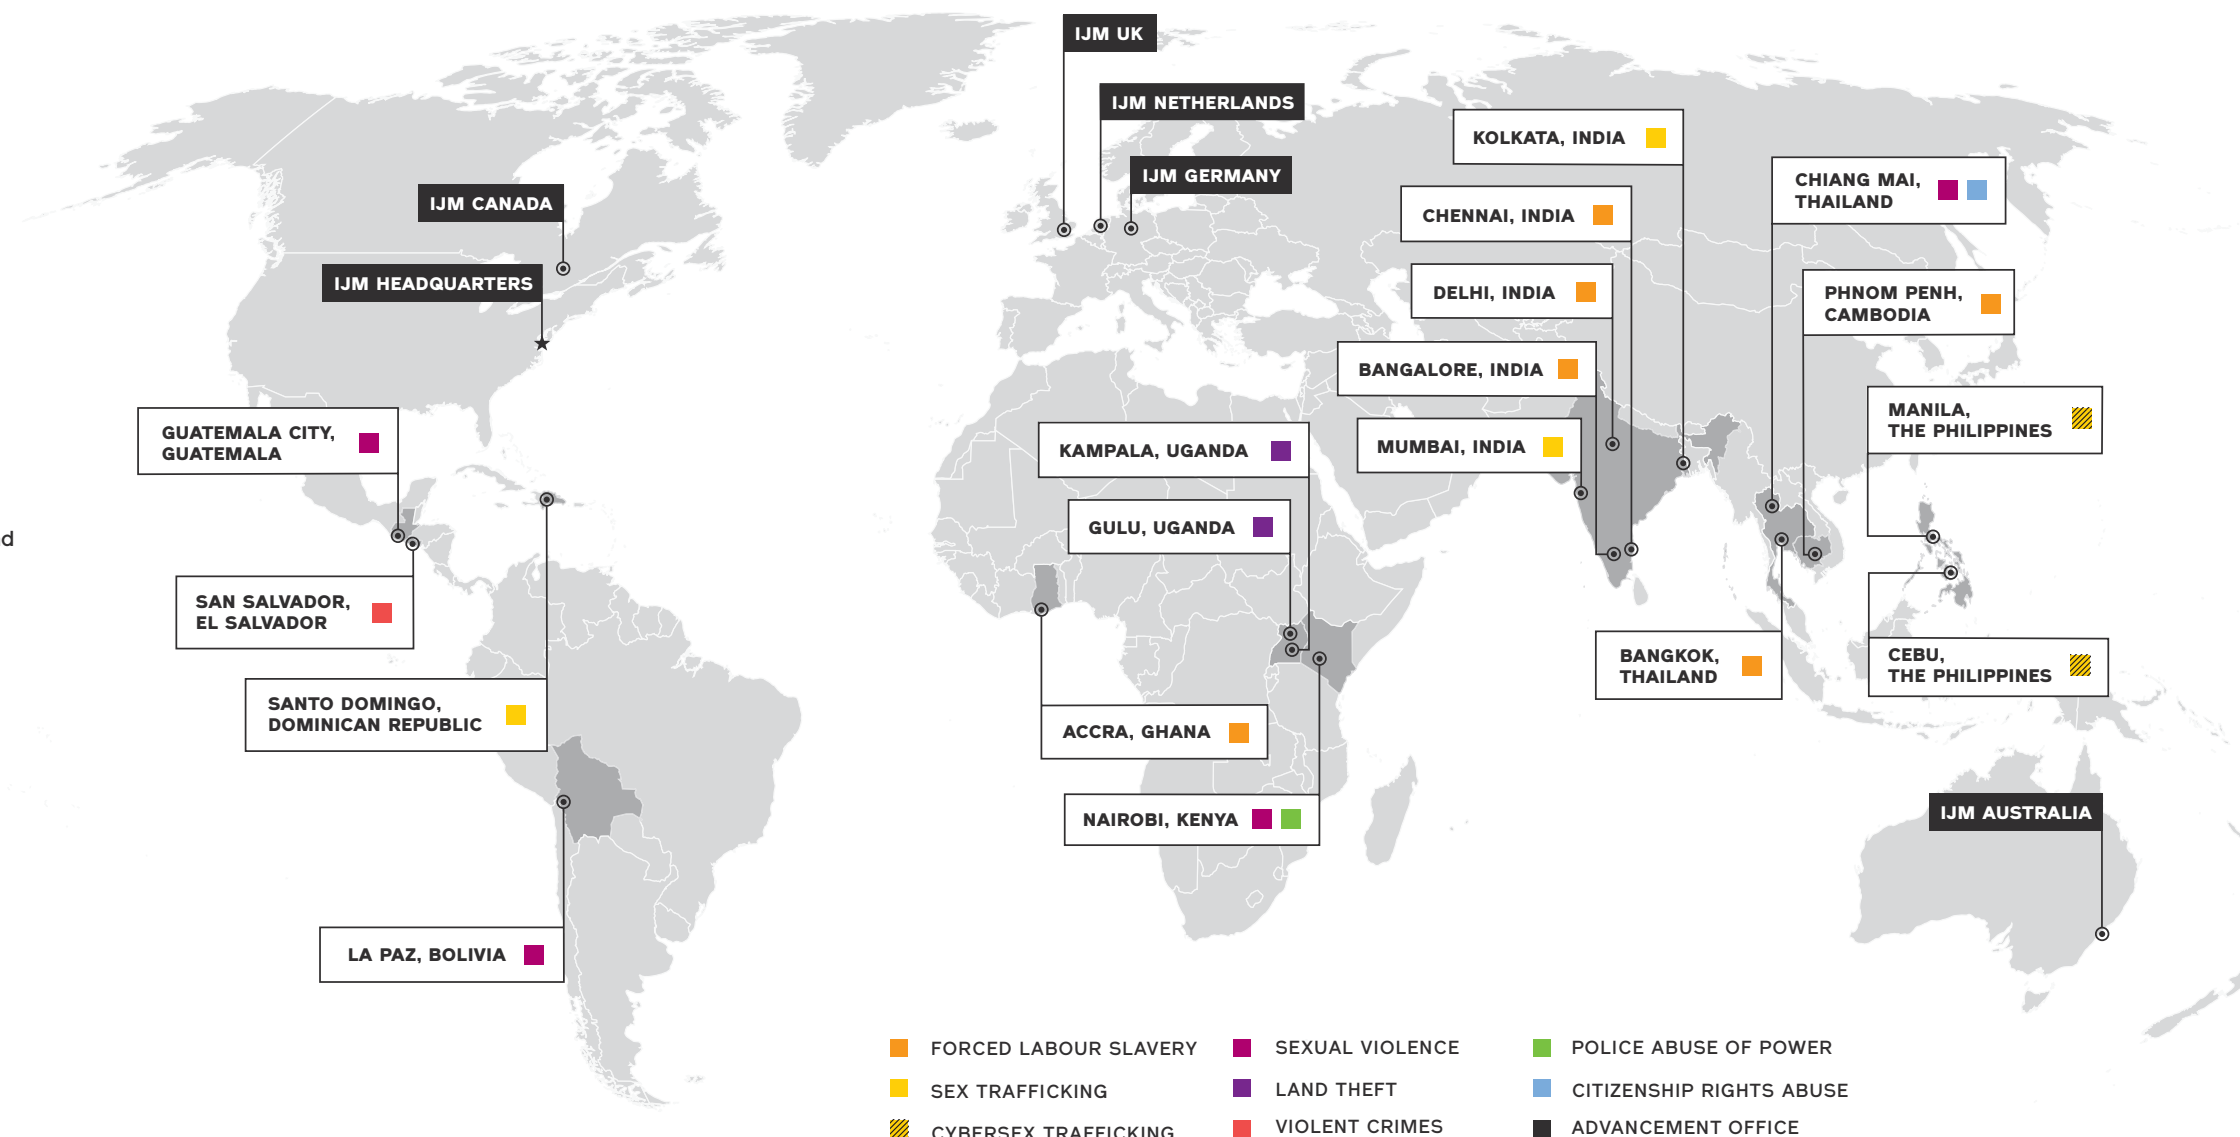 IJM UK
IJM NETHERLANDS
IJM GERMANY
IJM CANADA
IJM HEADQUARTERS
KOLKATA, INDIA
CHENNAI, INDIA
DELHI, INDIA
BANGALORE, INDIA
MUMBAI, INDIA
CHIANG MAI,
THAILAND
PHNOM PENH,
CAMBODIA
MANILA,
THE PHILIPPINES
GUATEMALA CITY,
GUATEMALA
KAMPALA, UGANDA
GULU, UGANDA
d
SAN SALVADOR,
EL SALVADOR
SANTO DOMINGO,
DOMINICAN REPUBLIC
BANGKOK,
THAILAND
CEBU,
THE PHILIPPINES
ACCRA, GHANA
NAIROBI, KENYA
IJM AUSTRALIA
LA PAZ, BOLIVIA
FORCED LABOUR SLAVERY
SEX TRAFFICKING
CYBERSEX TRAFFICKING
SEXUAL VIOLENCE
LAND THEFT
VIOLENT CRIMES
POLICE ABUSE OF POWER
CITIZENSHIP RIGHTS ABUSE
ADVANCEMENT OFFICE